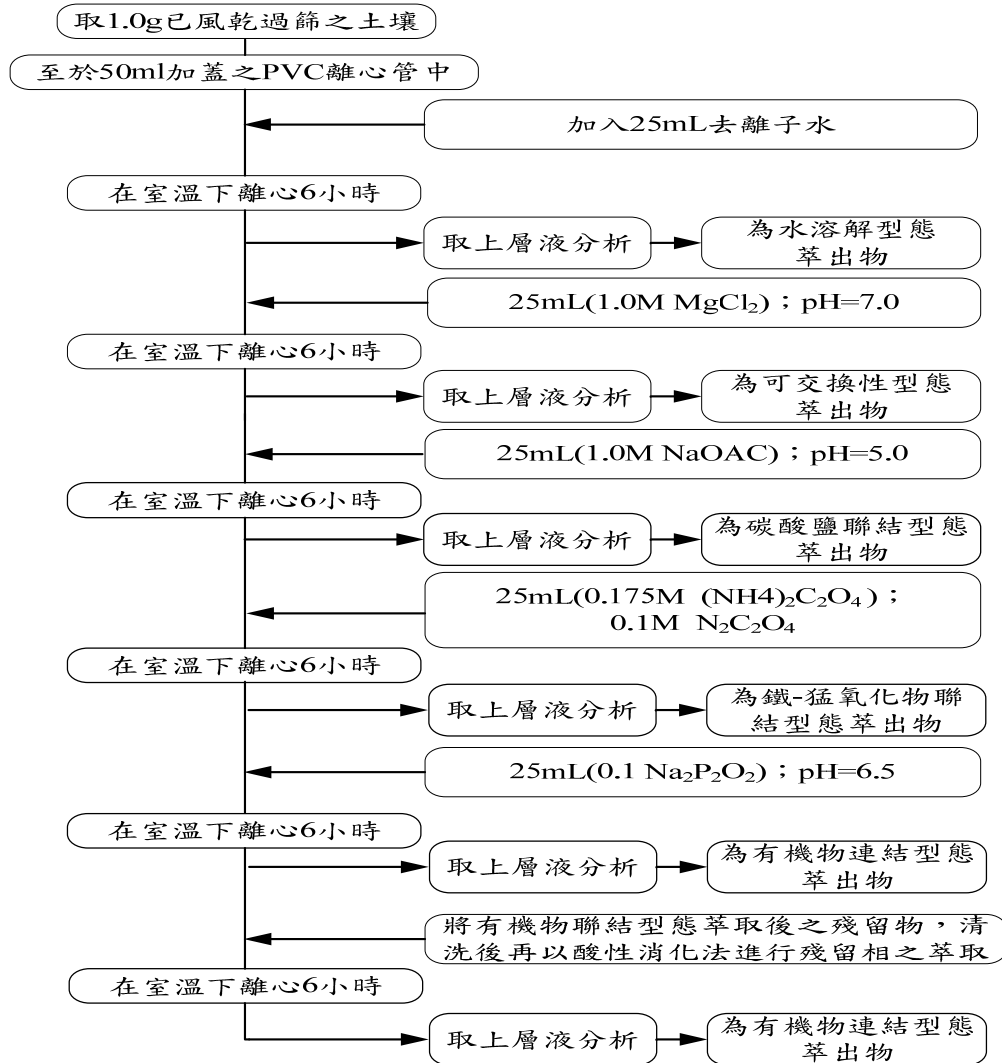 取1.0g已風乾過篩之土壤
至於50ml加蓋之PVC離心管中
加入25mL去離子水
在室溫下離心6小時
取上層液分析
為水溶解型態
萃出物
25mL(1.0M MgCl₂)；pH=7.0
在室溫下離心6小時
取上層液分析
為可交換性型態
萃出物
25mL(1.0M NaOAC)；pH=5.0
在室溫下離心6小時
取上層液分析
為碳酸鹽聯結型態
萃出物
25mL(0.175M (NH4)₂C₂O₄)；
0.1M N₂C₂O₄
在室溫下離心6小時
取上層液分析
為鐵-猛氧化物聯
結型態萃出物
25mL(0.1 Na₂P₂O₂)；pH=6.5
在室溫下離心6小時
取上層液分析
為有機物連結型態
萃出物
將有機物聯結型態萃取後之殘留物，清
洗後再以酸性消化法進行殘留相之萃取
在室溫下離心6小時
取上層液分析
為有機物連結型態
萃出物